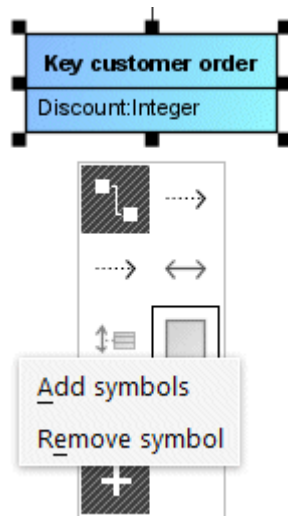 Key customer order
Discount:Integer
Add symbols
Remove symbol